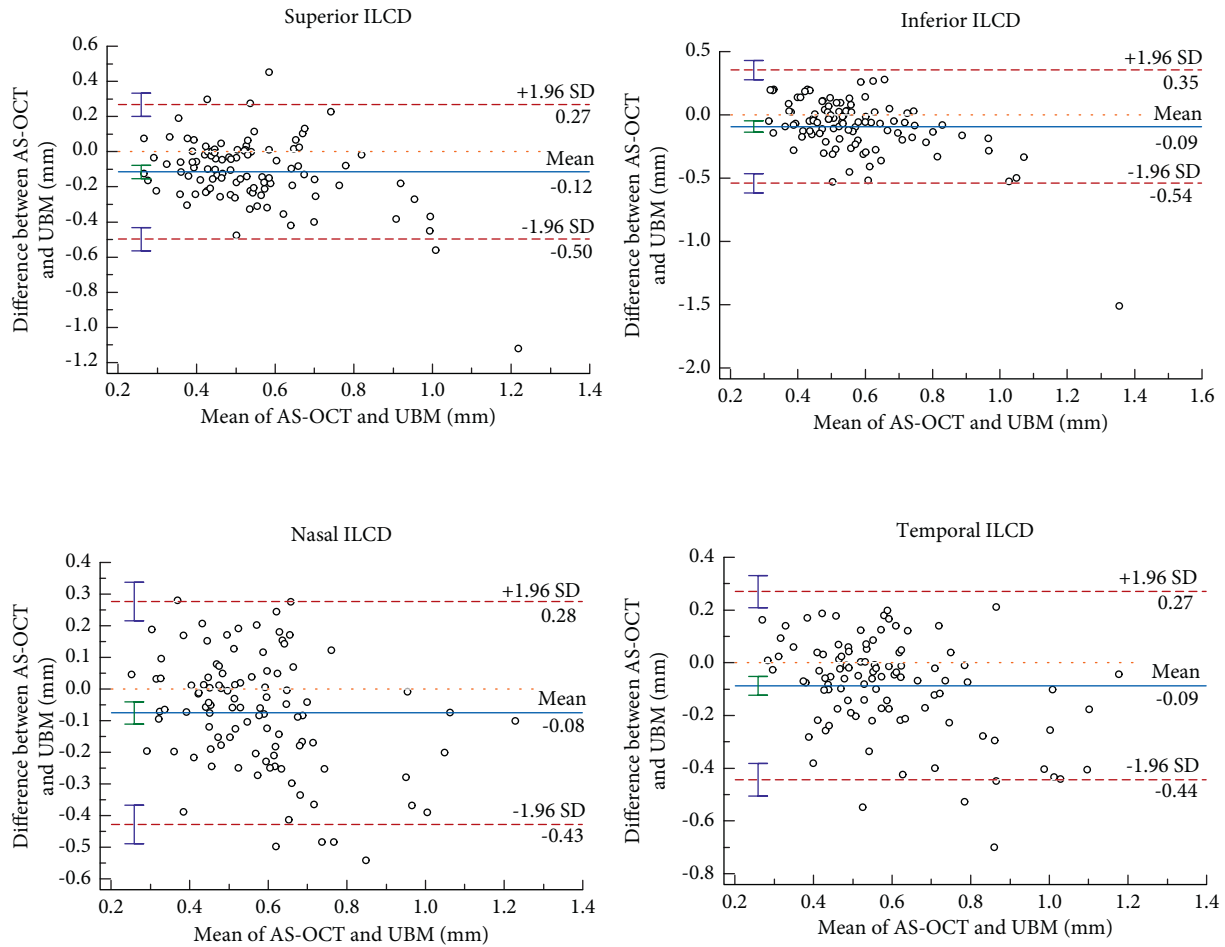 Superior ILCD
0.6
0.4
0.2
0.0
-0.2
-0.4
-0.6
-0.8
-1.0
-1.2
Difference between AS-OCT
and UBM (mm)
+1.96 SD
0.27
Mean
-0.12
-1.96 SD
-0.50
0.2 0.4 0.6 0.8 1.0 1.2 1.4
Mean of AS-OCT and UBM (mm)
Inferior ILCD
0.5
0.0
-0.5
-1.0
-1.5
-2.0
Difference between AS-OCT
and UBM (mm)
+1.96 SD
0.35
Mean
-0.09
-1.96 SD
-0.54
0.2 0.4 0.6 0.8 1.0 1.2 1.4 1.6
Mean of AS-OCT and UBM (mm)
Nasal ILCD
0.4
0.3
0.2
0.1
0.0
-0.1
-0.2
-0.3
-0.4
-0.5
-0.6
Difference between AS-OCT
and UBM (mm)
+1.96 SD
0.28
Mean
-0.08
-1.96 SD
-0.43
0.2 0.4 0.6 0.8 1.0 1.2 1.4
Mean of AS-OCT and UBM (mm)
Temporal ILCD
0.4
0.2
0.0
-0.2
-0.4
-0.6
-0.8
Difference between AS-OCT
and UBM (mm)
+1.96 SD
0.27
Mean
-0.09
-1.96 SD
-0.44
0.2 0.4 0.6 0.8 1.0 1.2 1.4
Mean of AS-OCT and UBM (mm)